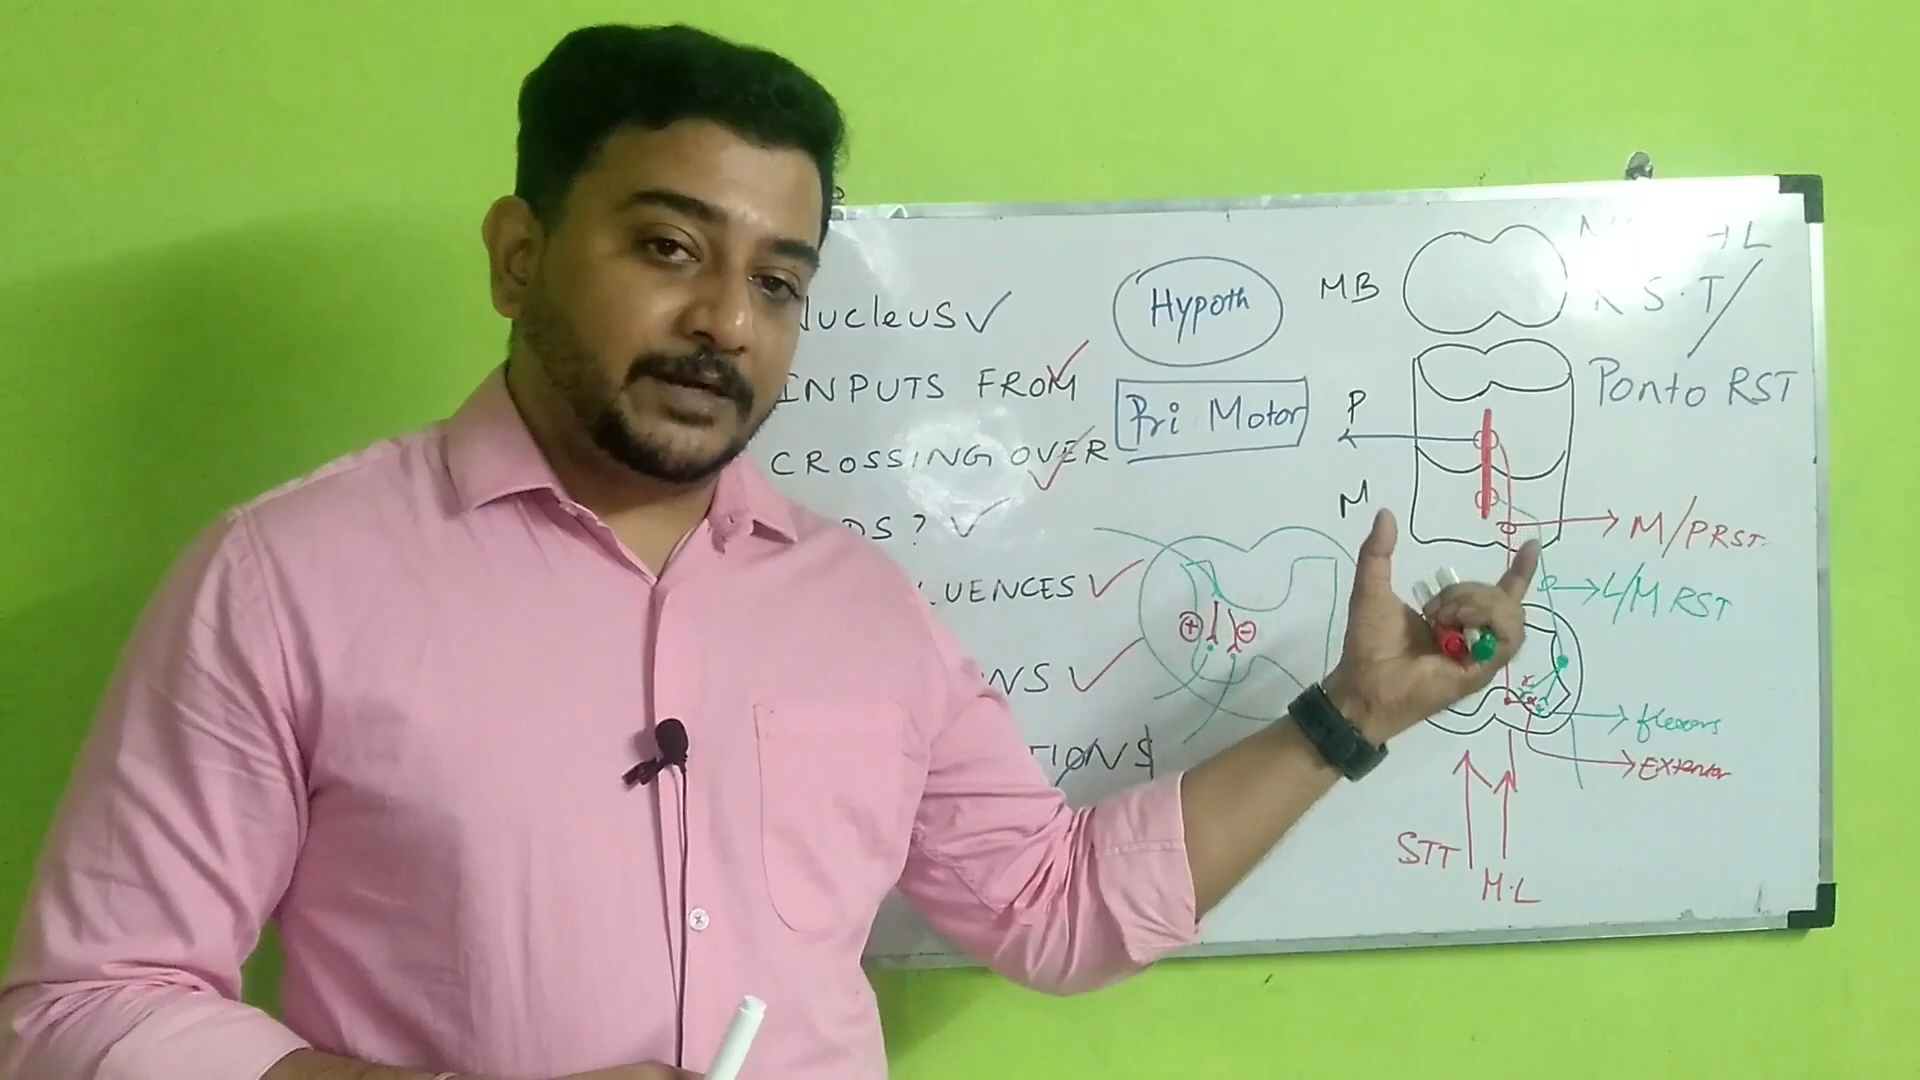 NUCLEUS ✓
INPUTS FROM
CROSSING OVER
DS? ✓
LUENCES ✓
NS ✓
TIONS
Hypoth
Pri Motor
MB
P
M
R S.T
Ponto RST
M/PRST
L/M RST
flexors
Extensor
STT
M.L
+
-